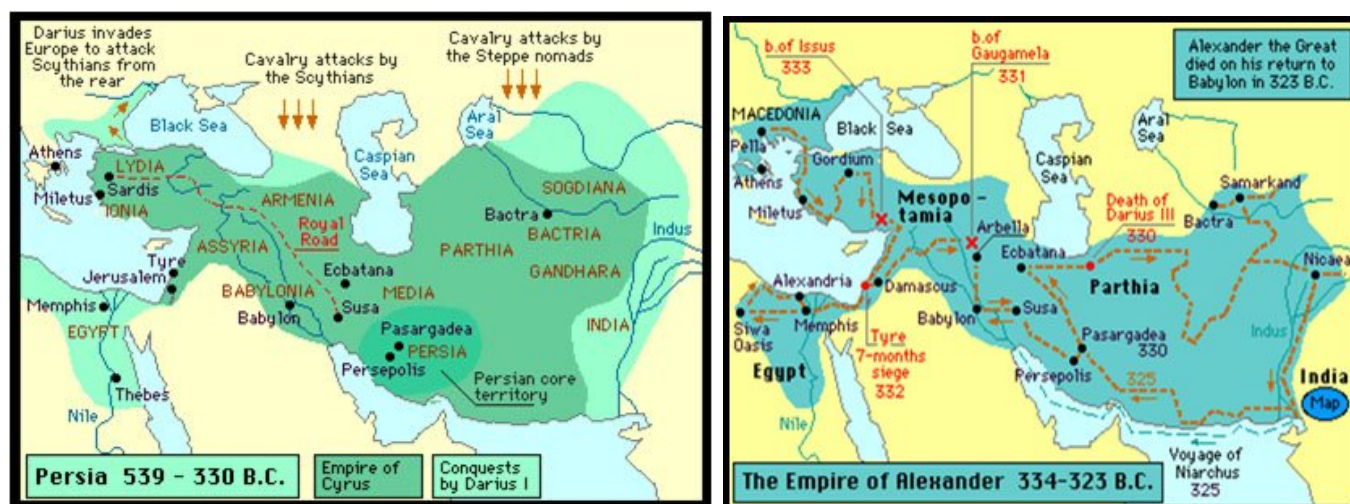 Darius invades
Europe to attack
Scythians from
the rear
Cavalry attacks by
the Scythians
Cavalry attacks by
the Steppe nomads
Black Sea
Caspian
Sea
Aral
Sea
Athens
LYDIA
Sardis
Miletus
IONIA
ARMENIA
Royal
Road
ASSYRIA
SOGDIANA
Bactra
BACTRIA
PARTHIA
GANDHARA
Indus
Tyre
Jerusalem
Ecbatana
MEDIA
Memphis
BABYLONIA
Babylon
Susa
EGYPT
INDIA
Pasargadea
PERSIA
Persepolis
Persian core
territory
Thebes
Nile
Persia 539 - 330 B.C.
Empire of
Cyrus
Conquests
by Darius I
b.of Issus
333
b.of
Gaugamela
331
Alexander the Great
died on his return to
Babylon in 323 B.C.
MACEDONIA
Pella
Black Sea
Aral
Sea
Athens
Gordium
Caspian
Sea
Miletus
Mesopo-
tamia
Arbella
Death of
Darius III
330
Samarkand
Bactra
Ecbatana
Nicaea
Alexandria
Damascus
Parthia
Siwa
Oasis
Memphis
Babylon
Susa
Indus
Tyre
7-months
siege
332
Pasargadea
330
Persepolis
Egypt
325
India
Map
Nile
Voyage of
Niarchus
325
The Empire of Alexander 334-323 B.C.